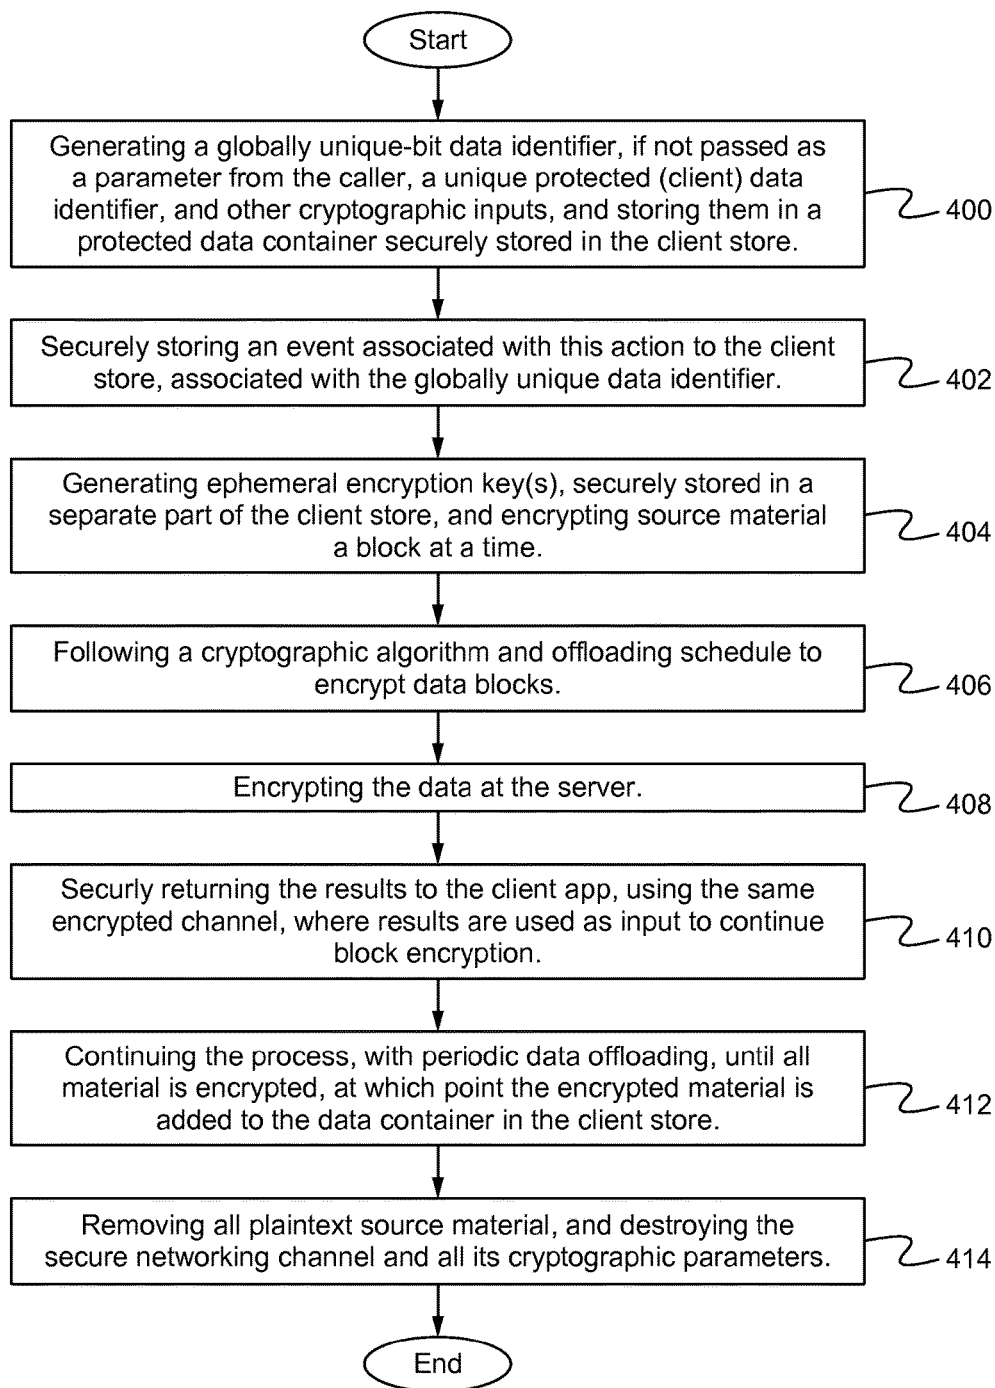 Start
Generating a globally unique-bit data identifier, if not passed as
a parameter from the caller, a unique protected (client) data
identifier, and other cryptographic inputs, and storing them in a
protected data container securely stored in the client store.
400
Securely storing an event associated with this action to the client
store, associated with the globally unique data identifier.
402
Generating ephemeral encryption key(s), securely stored in a
separate part of the client store, and encrypting source material
a block at a time.
404
Following a cryptographic algorithm and offloading schedule to
encrypt data blocks.
406
Encrypting the data at the server.
408
Securly returning the results to the client app, using the same
encrypted channel, where results are used as input to continue
block encryption.
410
Continuing the process, with periodic data offloading, until all
material is encrypted, at which point the encrypted material is
added to the data container in the client store.
412
Removing all plaintext source material, and destroying the
secure networking channel and all its cryptographic parameters.
414
End